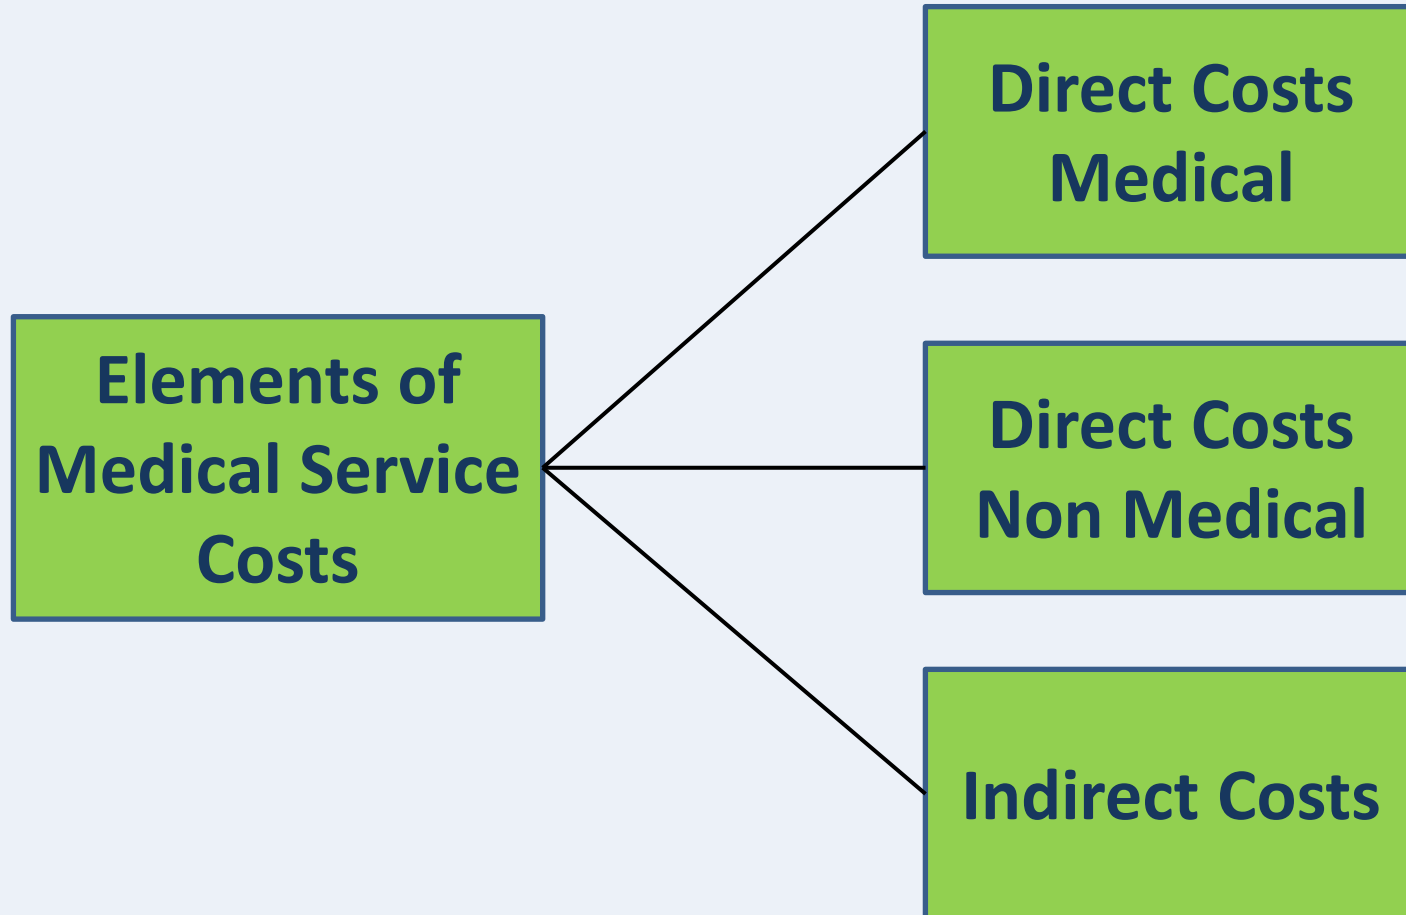 Elements of
Medical Service
Costs
Direct Costs
Medical
Direct Costs
Non Medical
Indirect Costs